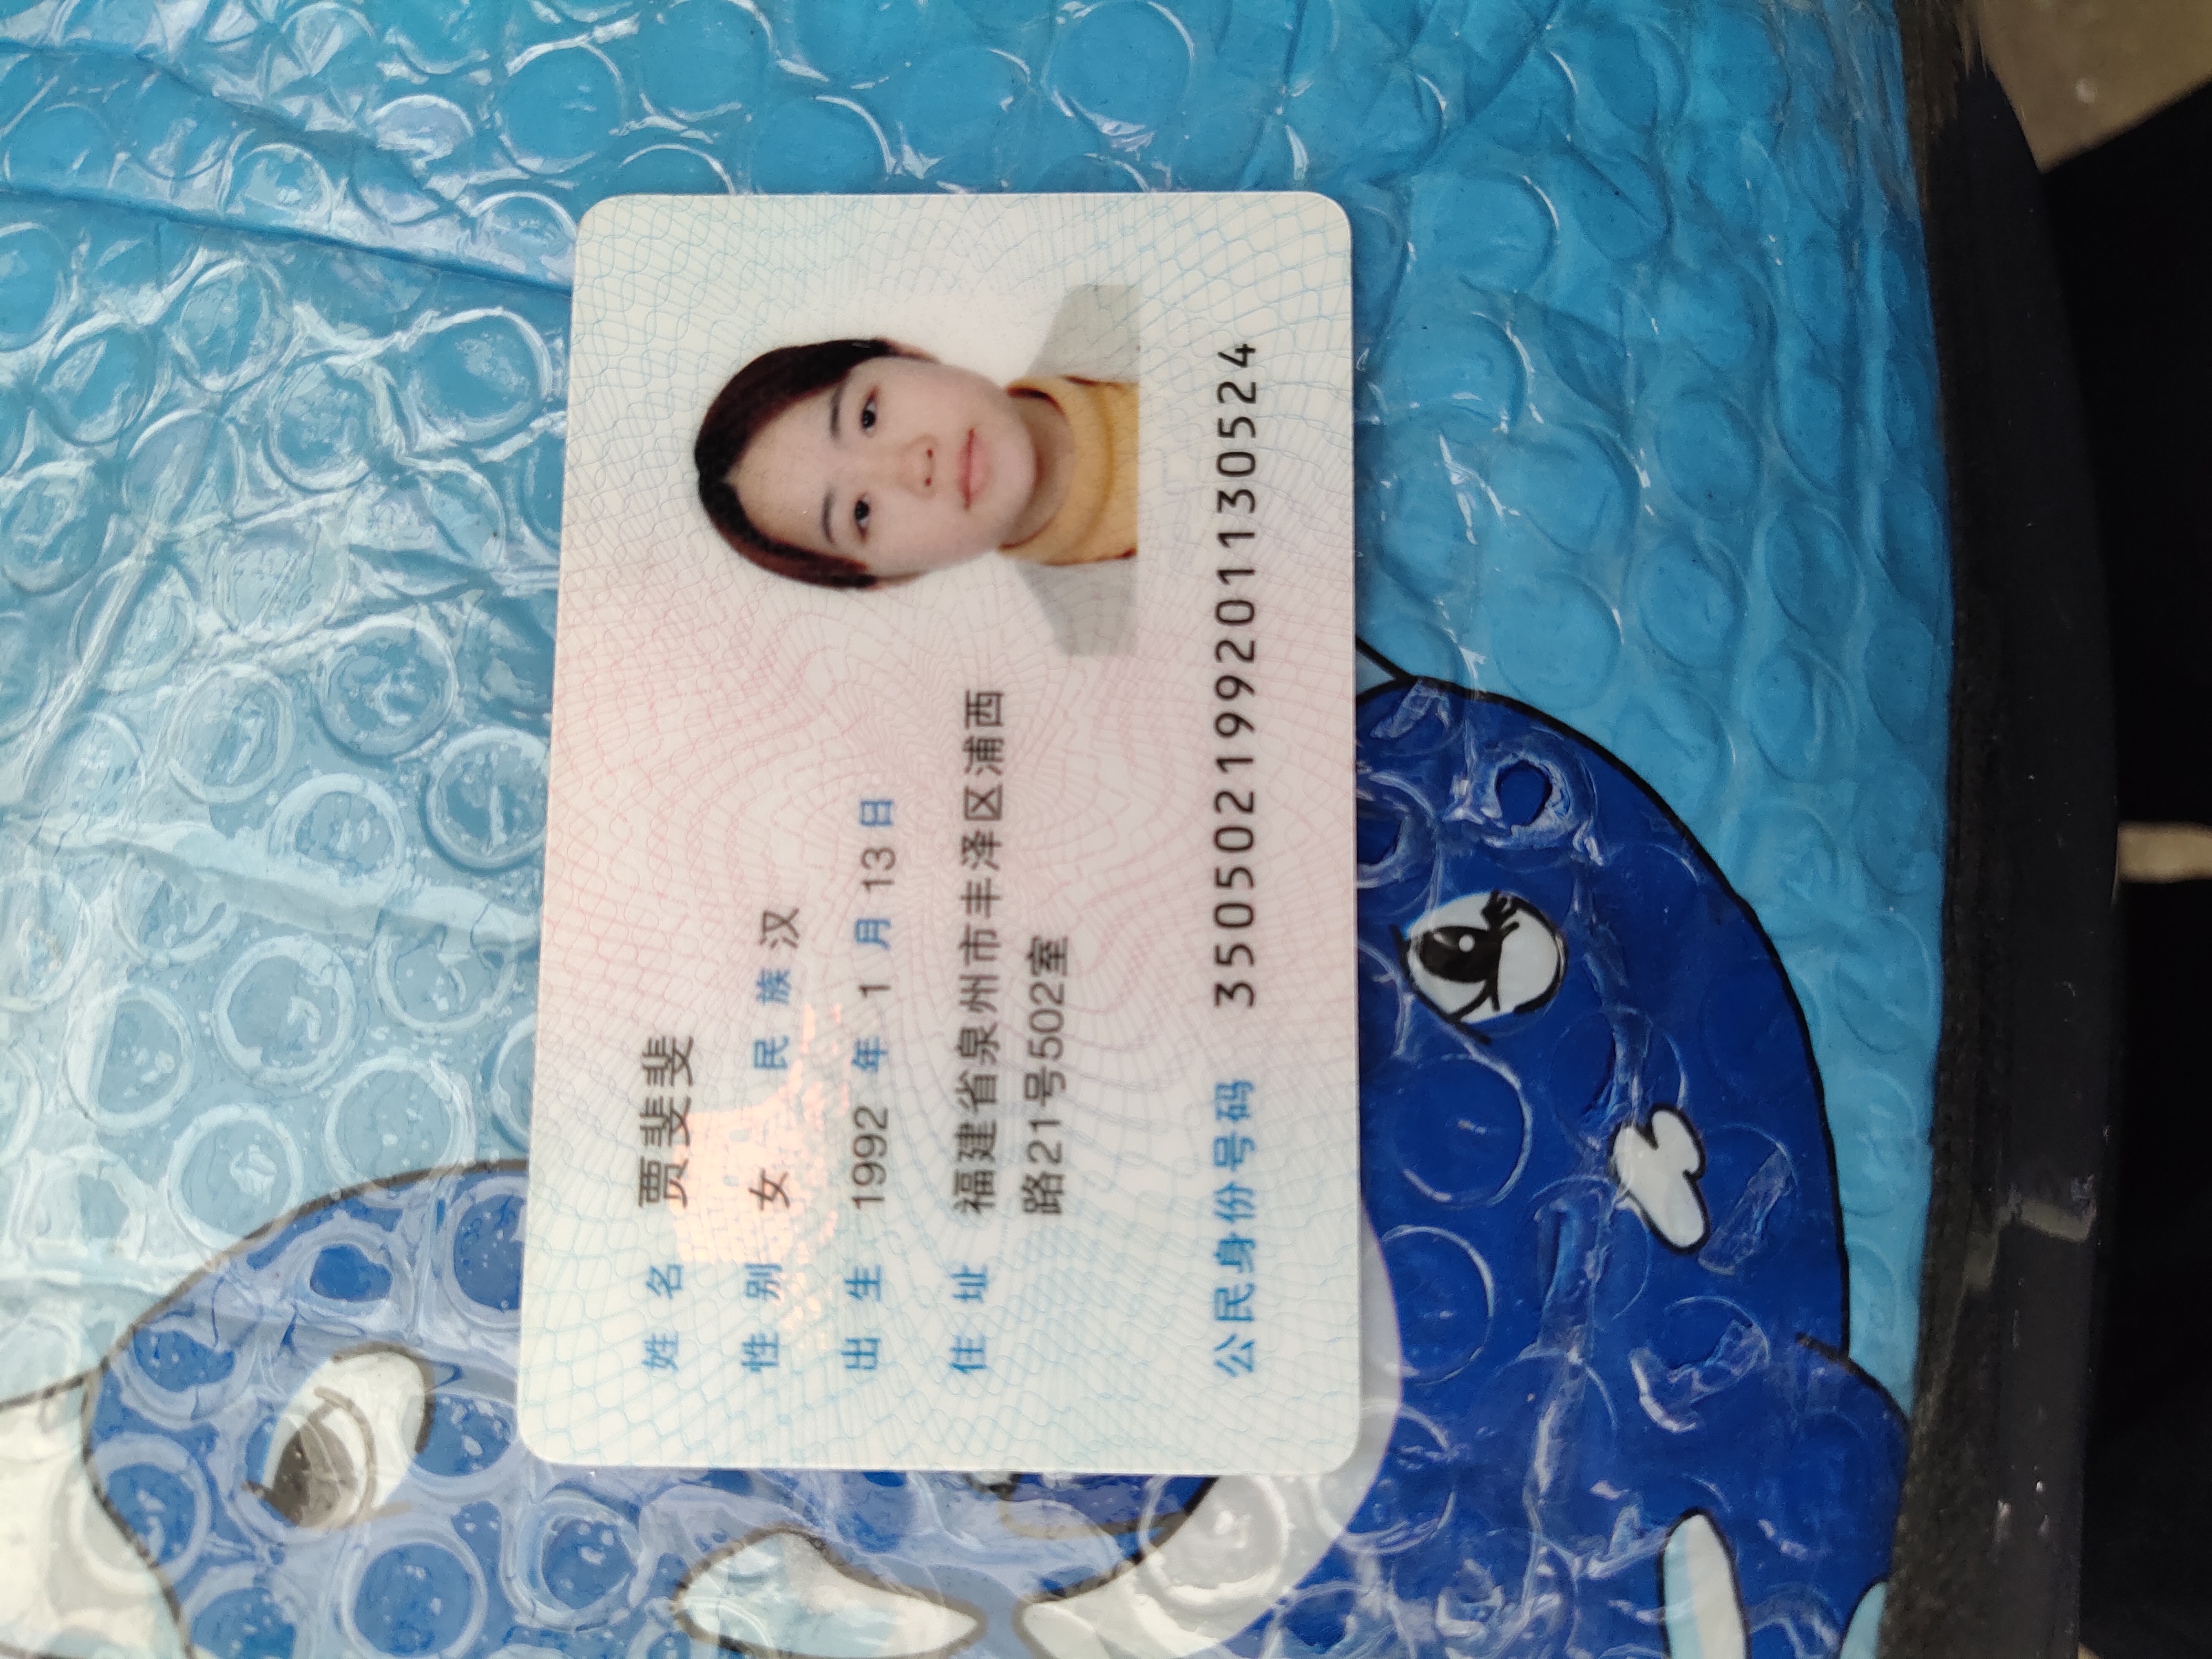 姓名 贾斐斐
性别 女 民族 汉
出生 1992 年 1 月 13 日
住址 福建省泉州市丰泽区浦西
路21号502室
公民身份号码 350502199201130524